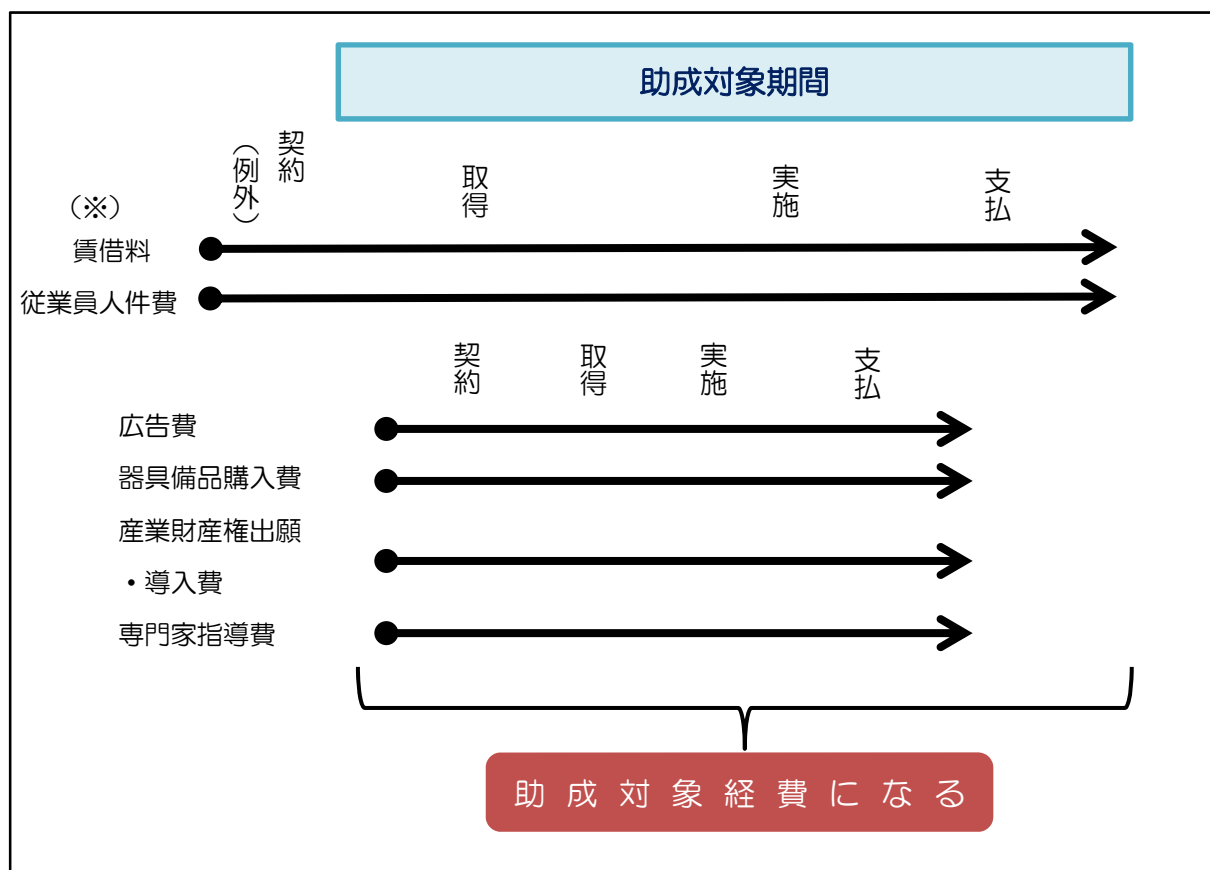 助成対象期間
契約
（例外）
取得
実施
支払
（※）
賃借料
従業員人件費
契約
取得
実施
支払
広告費
器具備品購入費
産業財産権出願
・導入費
専門家指導費
助成対象経費になる